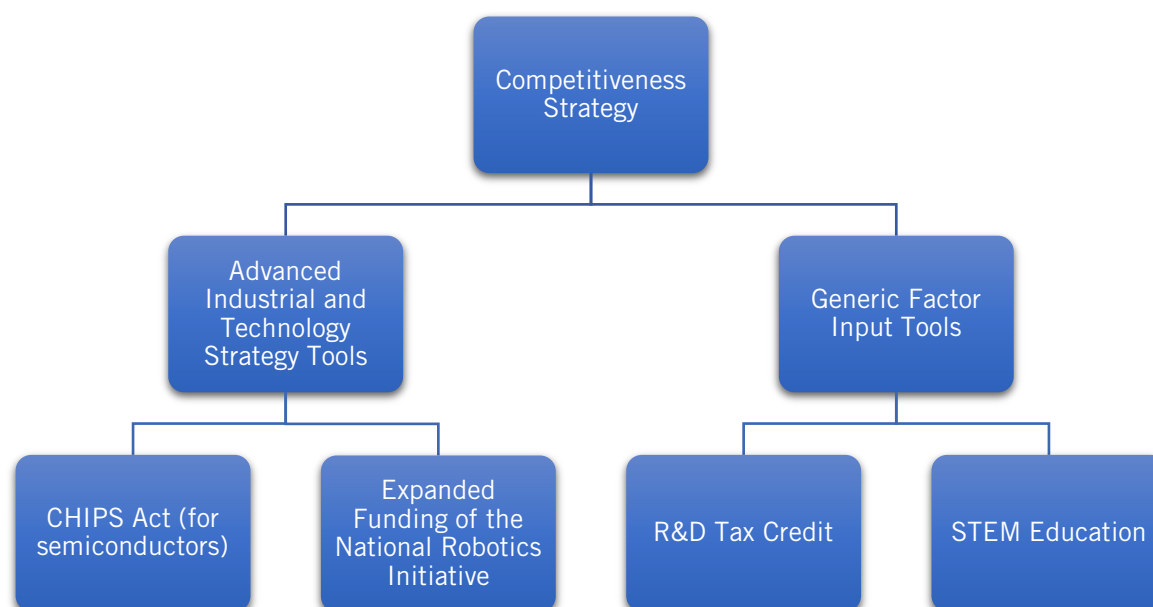 Competitiveness
Strategy
Advanced
Industrial and
Technology
Strategy Tools
Generic Factor
Input Tools
CHIPS Act (for
semiconductors)
Expanded
Funding of the
National Robotics
Initiative
R&D Tax Credit
STEM Education